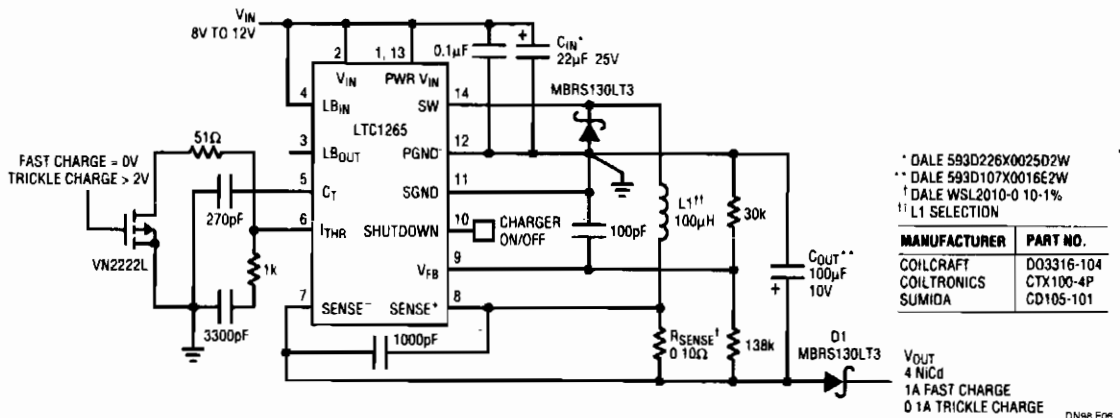 VIN
8V TO 12V
2
1, 13
0.1µF
+
CIN*
22µF 25V
VIN
PWR VIN
MBRS130LT3
4
LBIN
SW
14
LTC1265
51Ω
3
LBOUT
PGND
12
FAST CHARGE = 0V
TRICKLE CHARGE > 2V
5
CT
SGND
11
270pF
L1††
100µH
30k
6
ITHR
SHUTDOWN
10
CHARGER
ON/OFF
100pF
VN2222L
1k
VFB
9
COUT**
100µF
10V
+
7
SENSE–
SENSE+
8
3300pF
1000pF
RSENSE†
0 10Ω
138k
D1
MBRS130LT3
VOUT
4 NiCd
1A FAST CHARGE
0 1A TRICKLE CHARGE
* DALE 593D226X0025D2W
** DALE 593D107X0016E2W
† DALE WSL2010-0 10-1%
†† L1 SELECTION
MANUFACTURER PART NO.
COILCRAFT DO3316-104
COILTRONICS CTX100-4P
SUMIDA CD105-101
DN98 F06